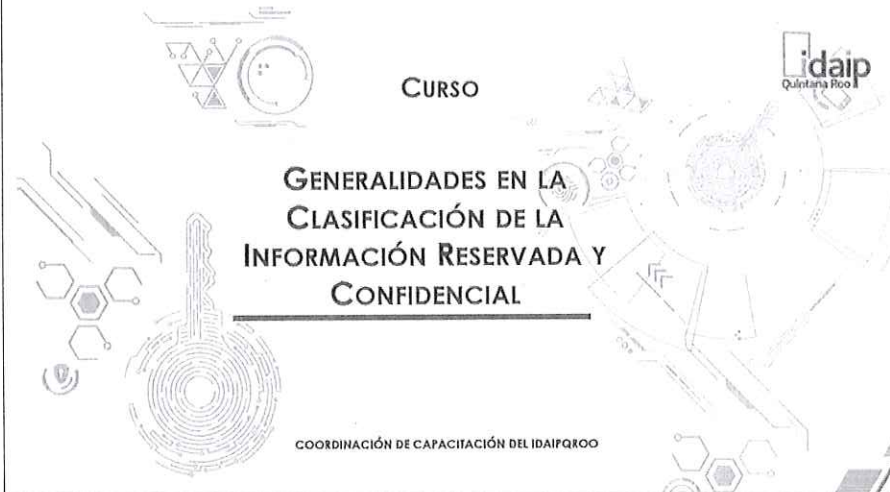 CURSO
idaip
Quintana Roo
GENERALIDADES EN LA
CLASIFICACIÓN DE LA
INFORMACIÓN RESERVADA Y
CONFIDENCIAL
COORDINACIÓN DE CAPACITACIÓN DEL IDAIPQROO